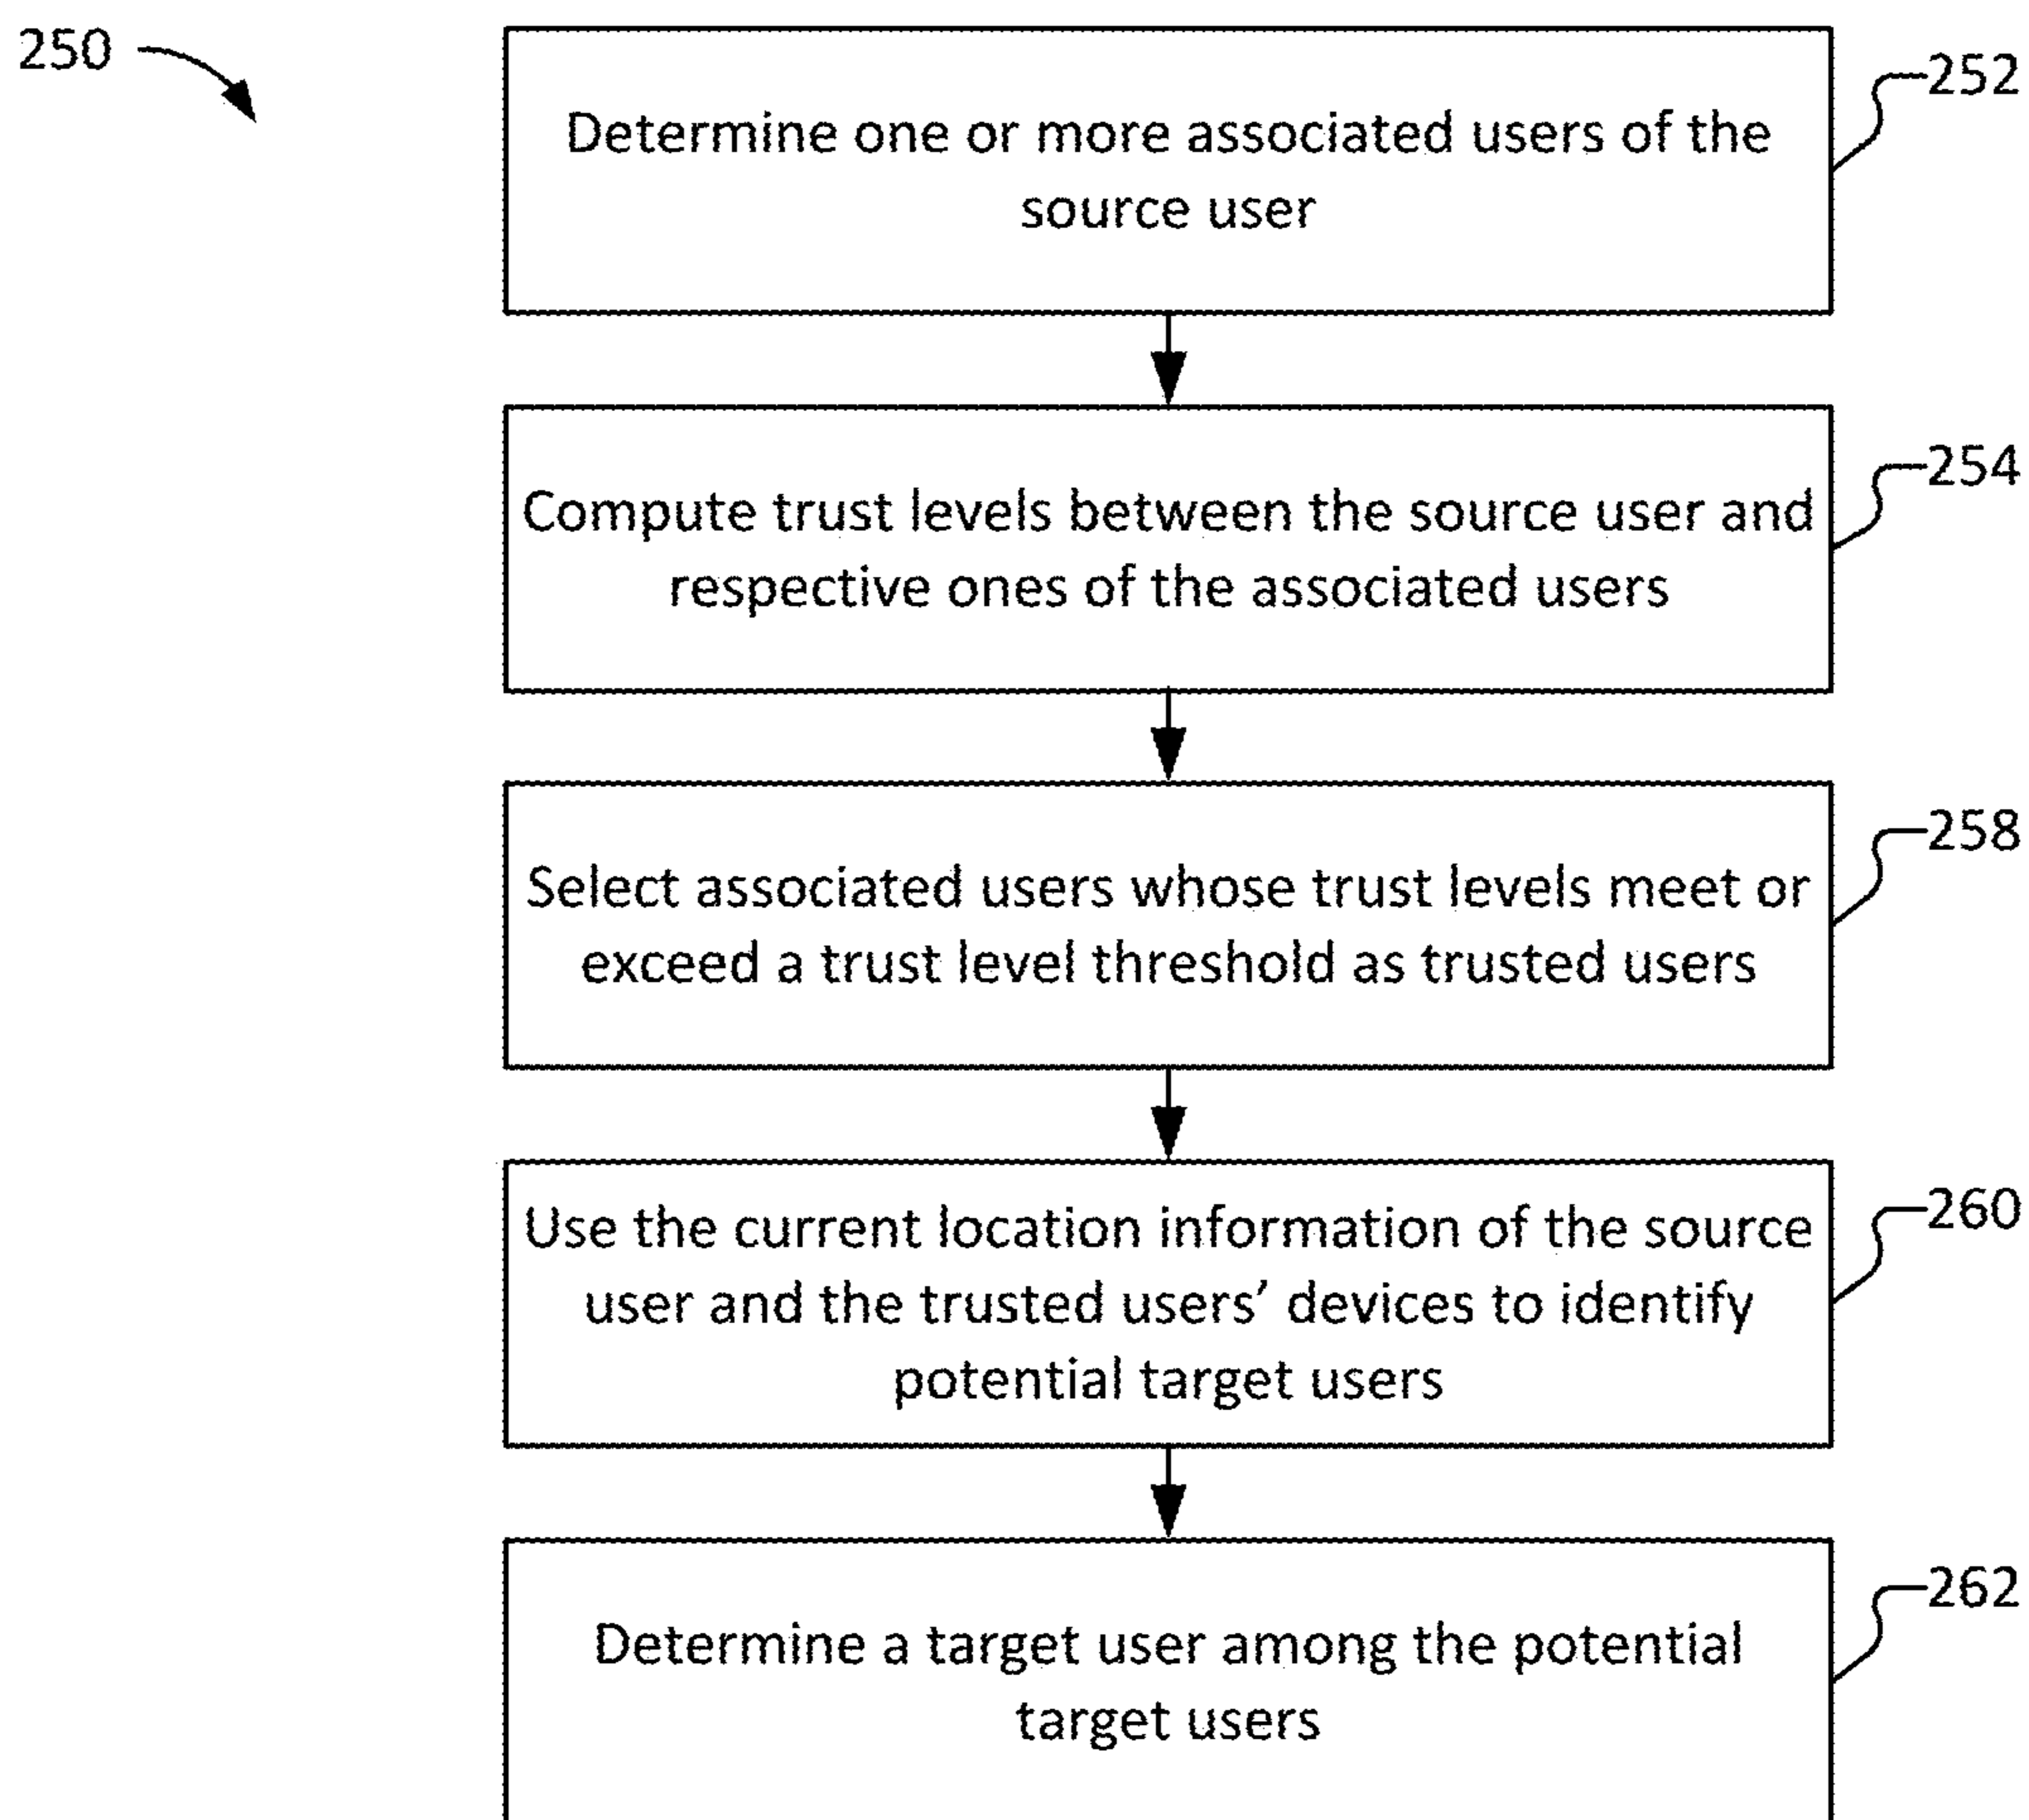 250
252
Determine one or more associated users of the
source user
254
Compute trust levels between the source user and
respective ones of the associated users
258
Select associated users whose trust levels meet or
exceed a trust level threshold as trusted users
260
Use the current location information of the source
user and the trusted users’ devices to identify
potential target users
262
Determine a target user among the potential
target users